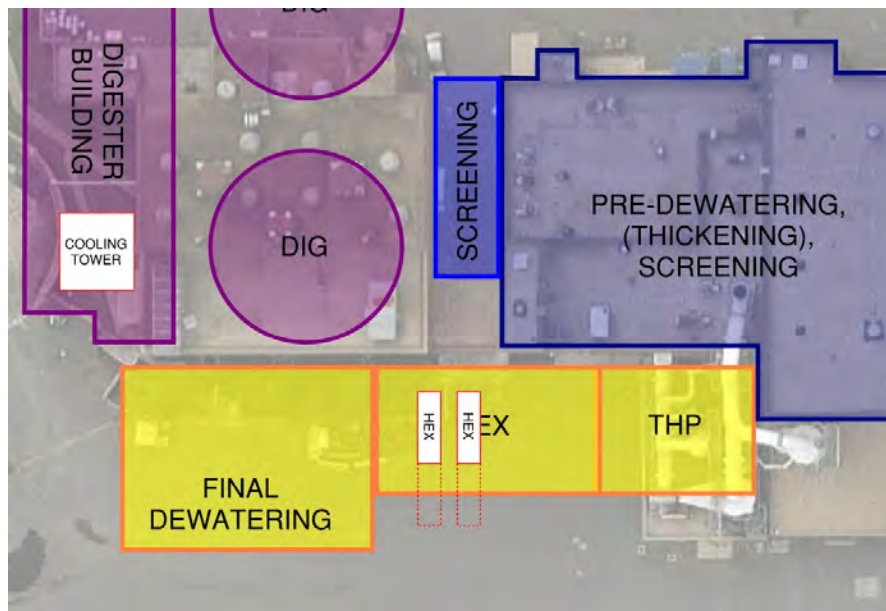 DIG
DIGESTER
BUILDING
COOLING
TOWER
DIG
SCREENING
PRE-DEWATERING,
(THICKENING),
SCREENING
FINAL
DEWATERING
HEX
HEX
EX
THP